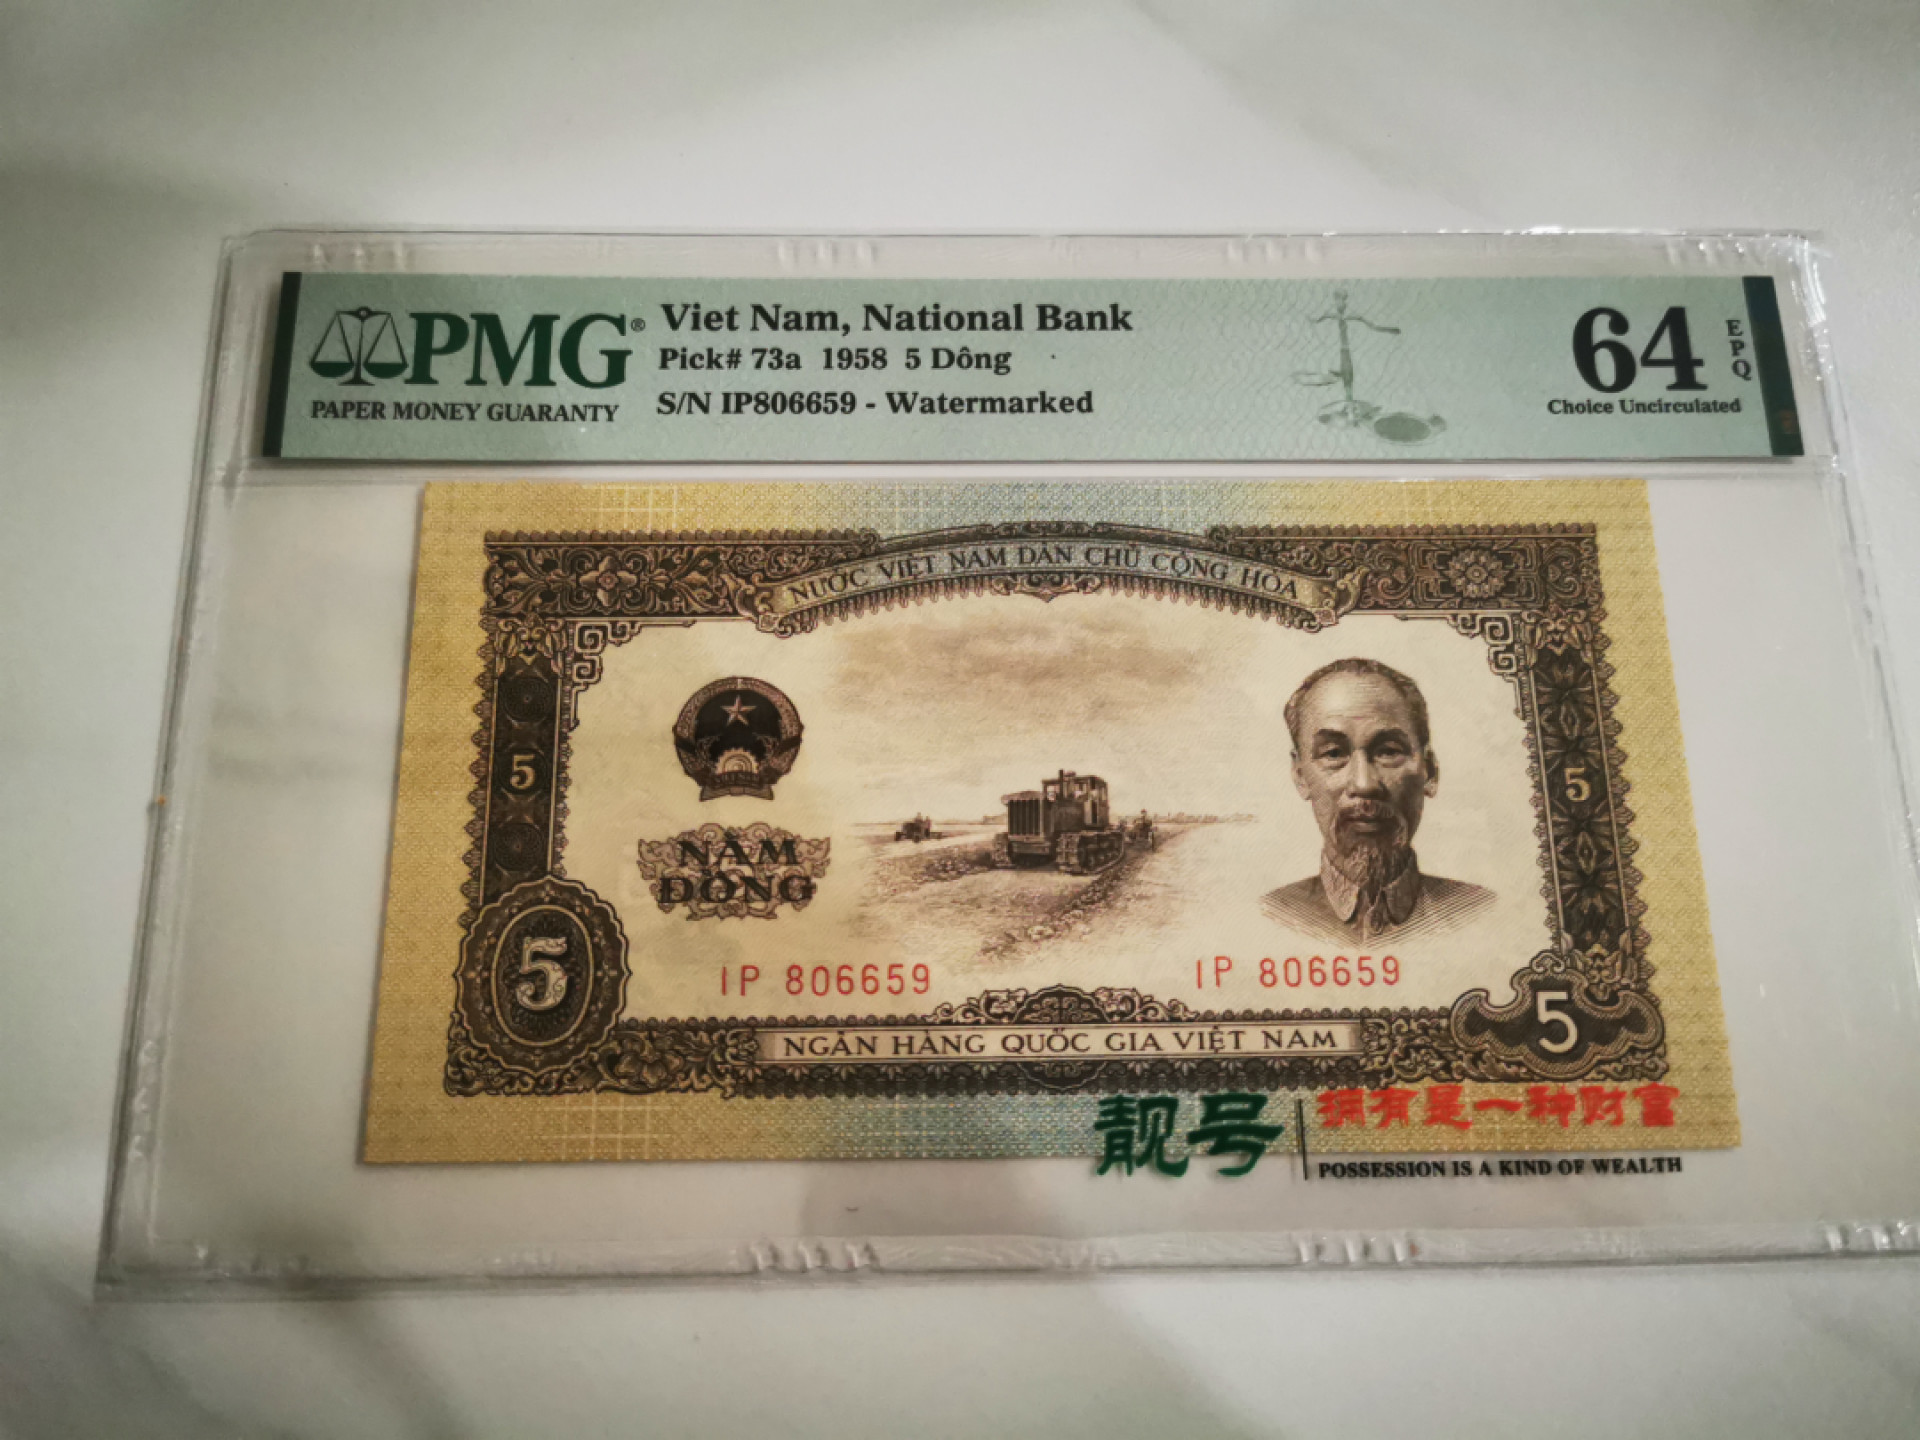 PMG®
PAPER MONEY GUARANTY
Viet Nam, National Bank
Pick# 73a 1958 5 Dông
S/N IP806659 - Watermarked
64
EPQ
Choice Uncirculated
NƯỚC VIỆT NAM DÂN CHỦ CỘNG HÒA
5
5
NĂM
ĐỒNG
5
IP 806659
IP 806659
5
NGÂN HÀNG QUỐC GIA VIỆT NAM
靓号
拥有是一种财富
POSSESSION IS A KIND OF WEALTH